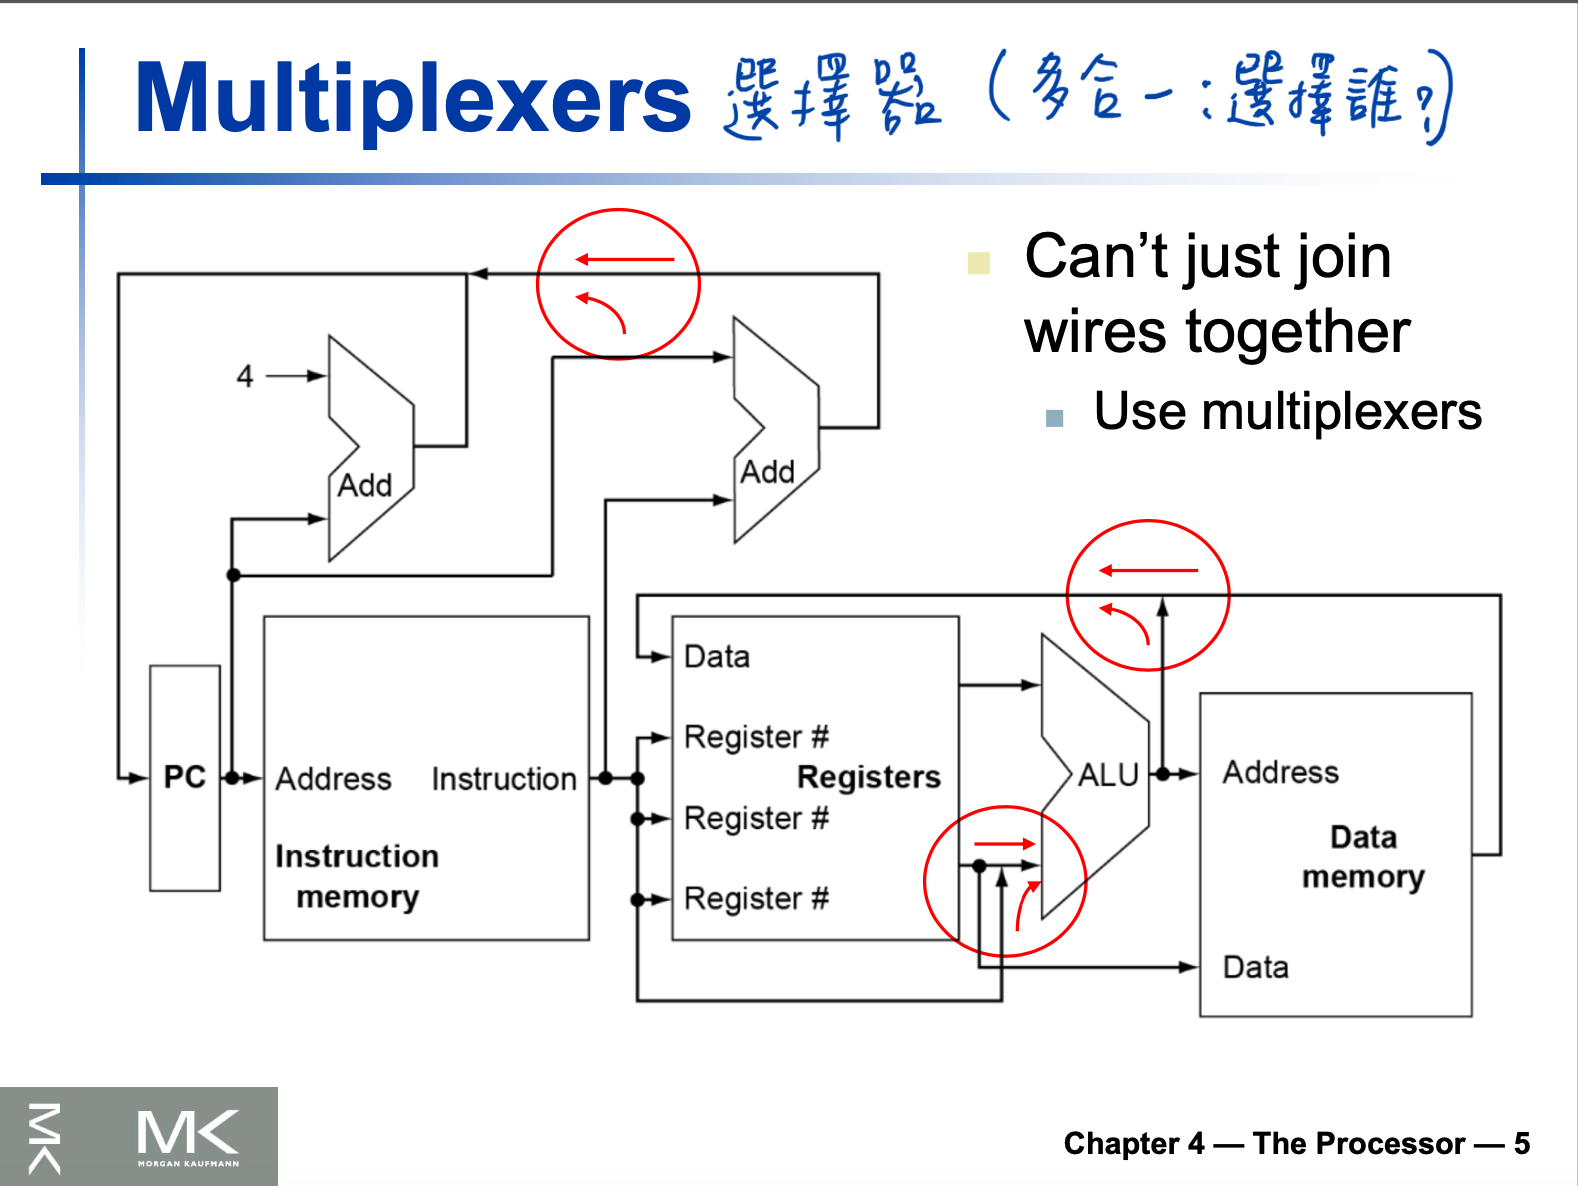 Multiplexers 選擇器 (多合一:選擇誰?)
Can't just join
wires together
Use multiplexers
4
Add
Add
PC
Address
Instruction
Instruction
memory
Data
Register #
Registers
Register #
Register #
ALU
Address
Data
memory
Data
MK
MK
MORGAN KAUFMANN
Chapter 4 — The Processor — 5